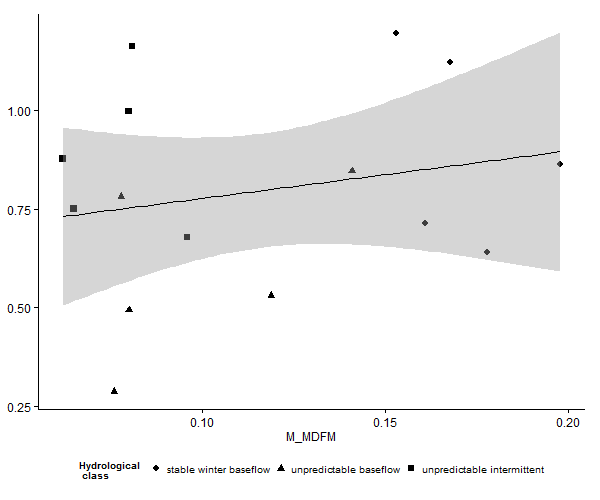 1.00
0.75
0.50
0.25
0.10 0.15 0.20
M_MDFM
Hydrological
class
stable winter baseflow unpredictable baseflow unpredictable intermittent